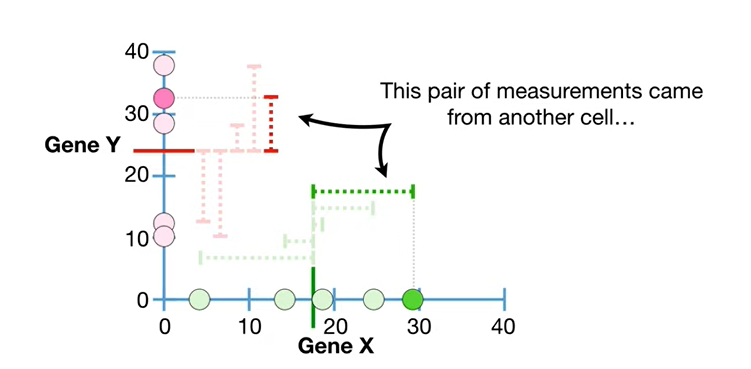 40
This pair of measurements came
from another cell...
30
Gene Y
20
10
0
0 10 20 30 40
Gene X